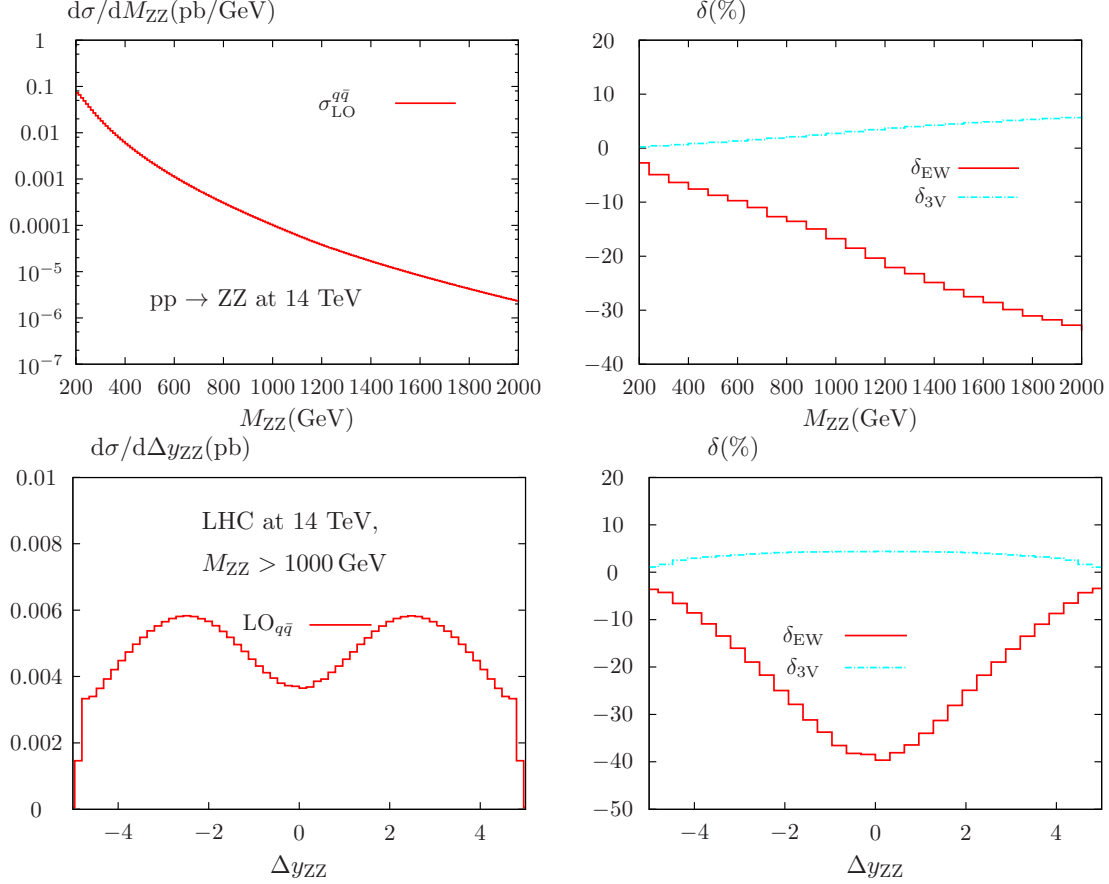 dσ/dM_ZZ(pb/GeV)
1
0.1
0.01
0.001
0.0001
10^−5
10^−6
10^−7
σ_LO^{qq̄}
pp → ZZ at 14 TeV
200 400 600 800 1000 1200 1400 1600 1800 2000
M_ZZ(GeV)
δ(%)
20
10
0
−10
−20
−30
−40
δ_EW
δ_3V
200 400 600 800 1000 1200 1400 1600 1800 2000
M_ZZ(GeV)
dσ/dΔy_ZZ(pb)
0.01
0.008
0.006
0.004
0.002
0
LHC at 14 TeV,
M_ZZ > 1000 GeV
LO_{qq̄}
−4 −2 0 2 4
Δy_ZZ
δ(%)
20
10
0
−10
−20
−30
−40
−50
δ_EW
δ_3V
−4 −2 0 2 4
Δy_ZZ